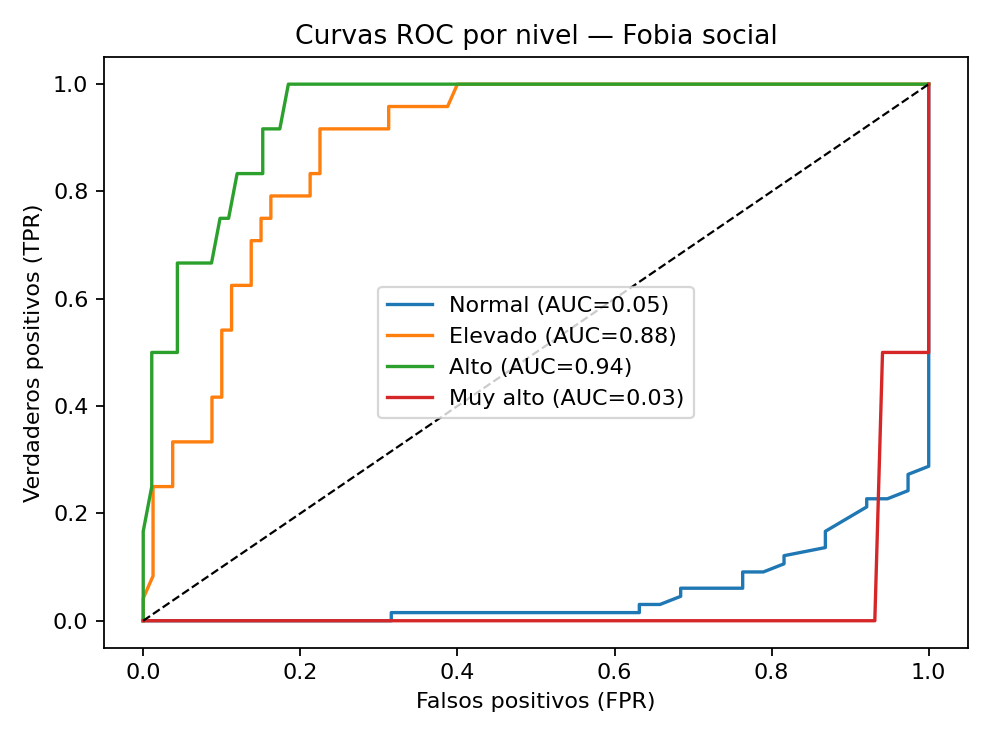 Curvas ROC por nivel — Fobia social
Verdaderos positivos (TPR)
1.0
0.8
0.6
0.4
0.2
0.0
Normal (AUC=0.05)
Elevado (AUC=0.88)
Alto (AUC=0.94)
Muy alto (AUC=0.03)
0.0 0.2 0.4 0.6 0.8 1.0
Falsos positivos (FPR)